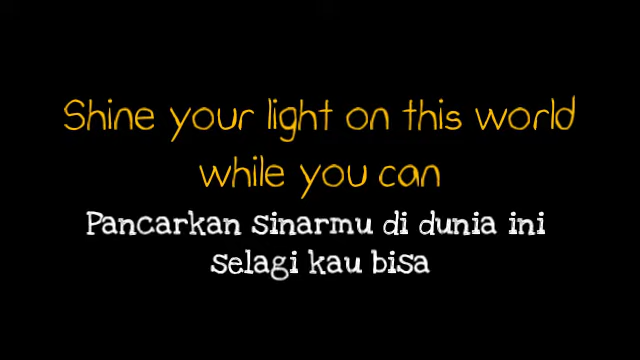 Shine your light on this world
while you can
Pancarkan sinarmu di dunia ini
selagi kau bisa